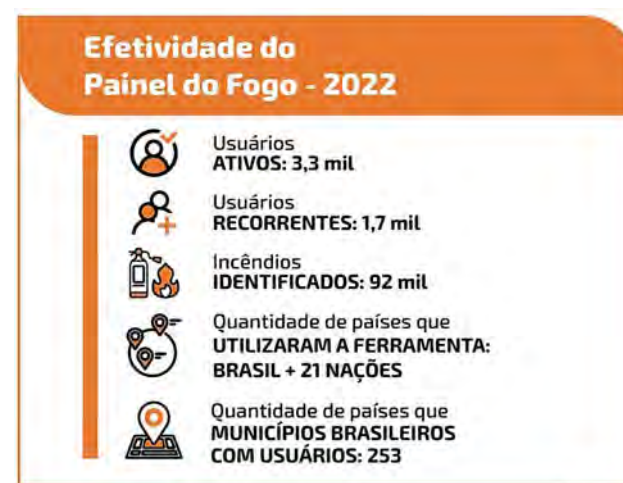 Efetividade do
Painel do Fogo - 2022
Usuários
ATIVOS: 3,3 mil
Usuários
RECORRENTES: 1,7 mil
Incêndios
IDENTIFICADOS: 92 mil
Quantidade de países que
UTILIZARAM A FERRAMENTA:
BRASIL + 21 NAÇÕES
Quantidade de países que
MUNICÍPIOS BRASILEIROS
COM USUÁRIOS: 253